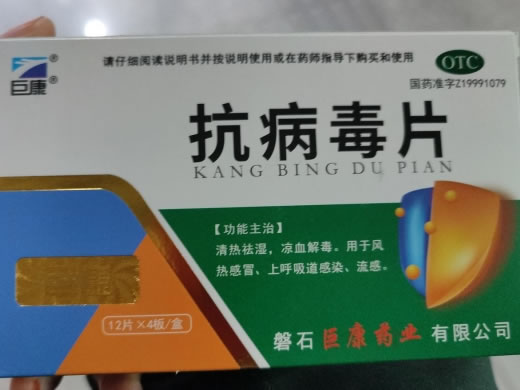 请仔细阅读说明书并按说明使用或在药师指导下购买和使用
OTC
巨康®
国药准字Z19991079
抗病毒片
KANG BING DU PIAN
【功能主治】
清热祛湿，凉血解毒。用于风
热感冒、上呼吸道感染、流感。
12片×4板/盒
磐石巨康药业有限公司